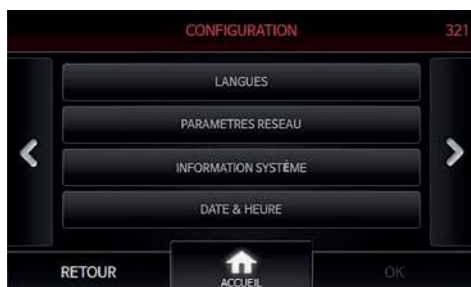 CONFIGURATION 321
LANGUES
PARAMETRES RESEAU
INFORMATION SYSTÈME
DATE & HEURE
RETOUR ACCUEIL OK